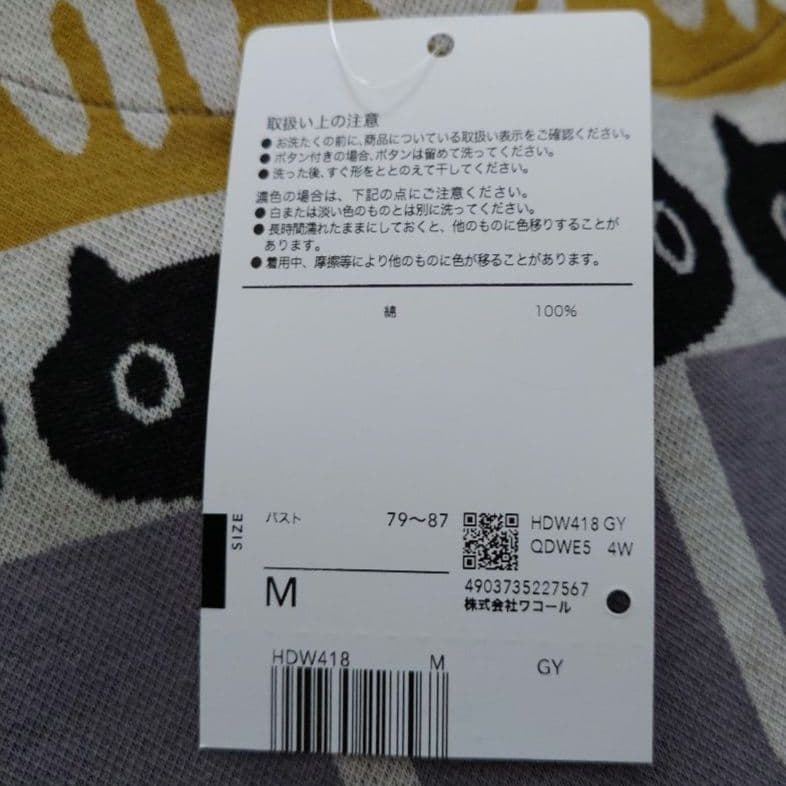 取扱い上の注意
●お洗たくの前に、商品についている取扱い表示をご確認ください。
●ボタン付きの場合、ボタンは留めて洗ってください。
●洗った後、すぐ形をととのえて干してください。
濃色の場合は、下記の点にご注意ください。
●白または淡い色のものとは別に洗ってください。
●長時間濡れたままにしておくと、他のものに色移りすることが
あります。
●着用中、摩擦等により他のものに色が移ることがあります。
綿 100%
SIZE
バスト 79〜87
M
HDW418 GY
QDWE5 4W
4903735227567
株式会社ワコール
HDW418 M GY